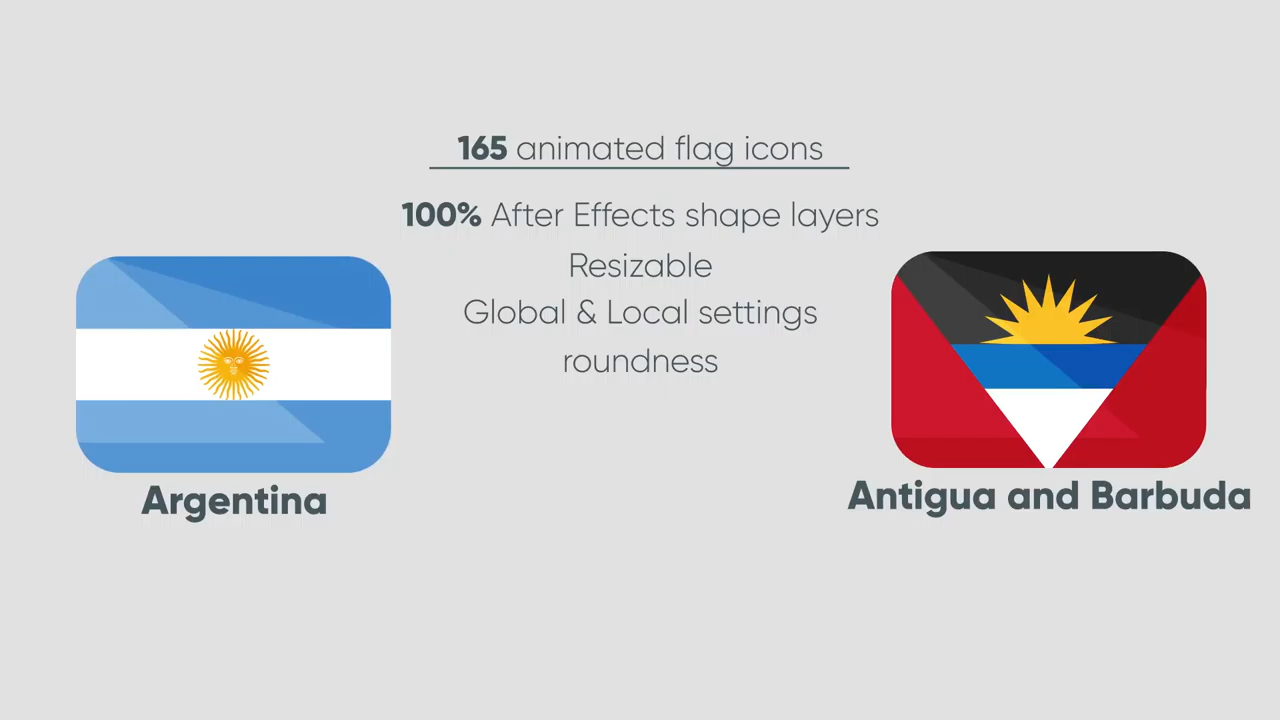 165 animated flag icons
100% After Effects shape layers
Resizable
Global & Local settings
roundness
Argentina
Antigua and Barbuda